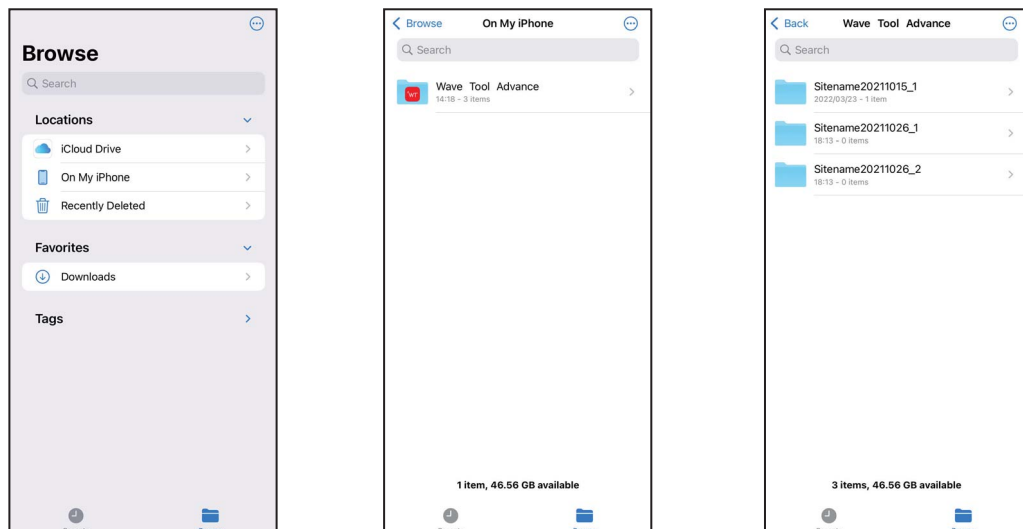 Browse
Search
Locations
iCloud Drive
On My iPhone
Recently Deleted
Favorites
Downloads
Tags
Browse On My iPhone
Search
WT
Wave Tool Advance
14:18 - 3 items
1 item, 46.56 GB available
Back Wave Tool Advance
Search
Sitename20211015_1
2022/03/23 - 1 item
Sitename20211026_1
18:13 - 0 items
Sitename20211026_2
18:13 - 0 items
3 items, 46.56 GB available